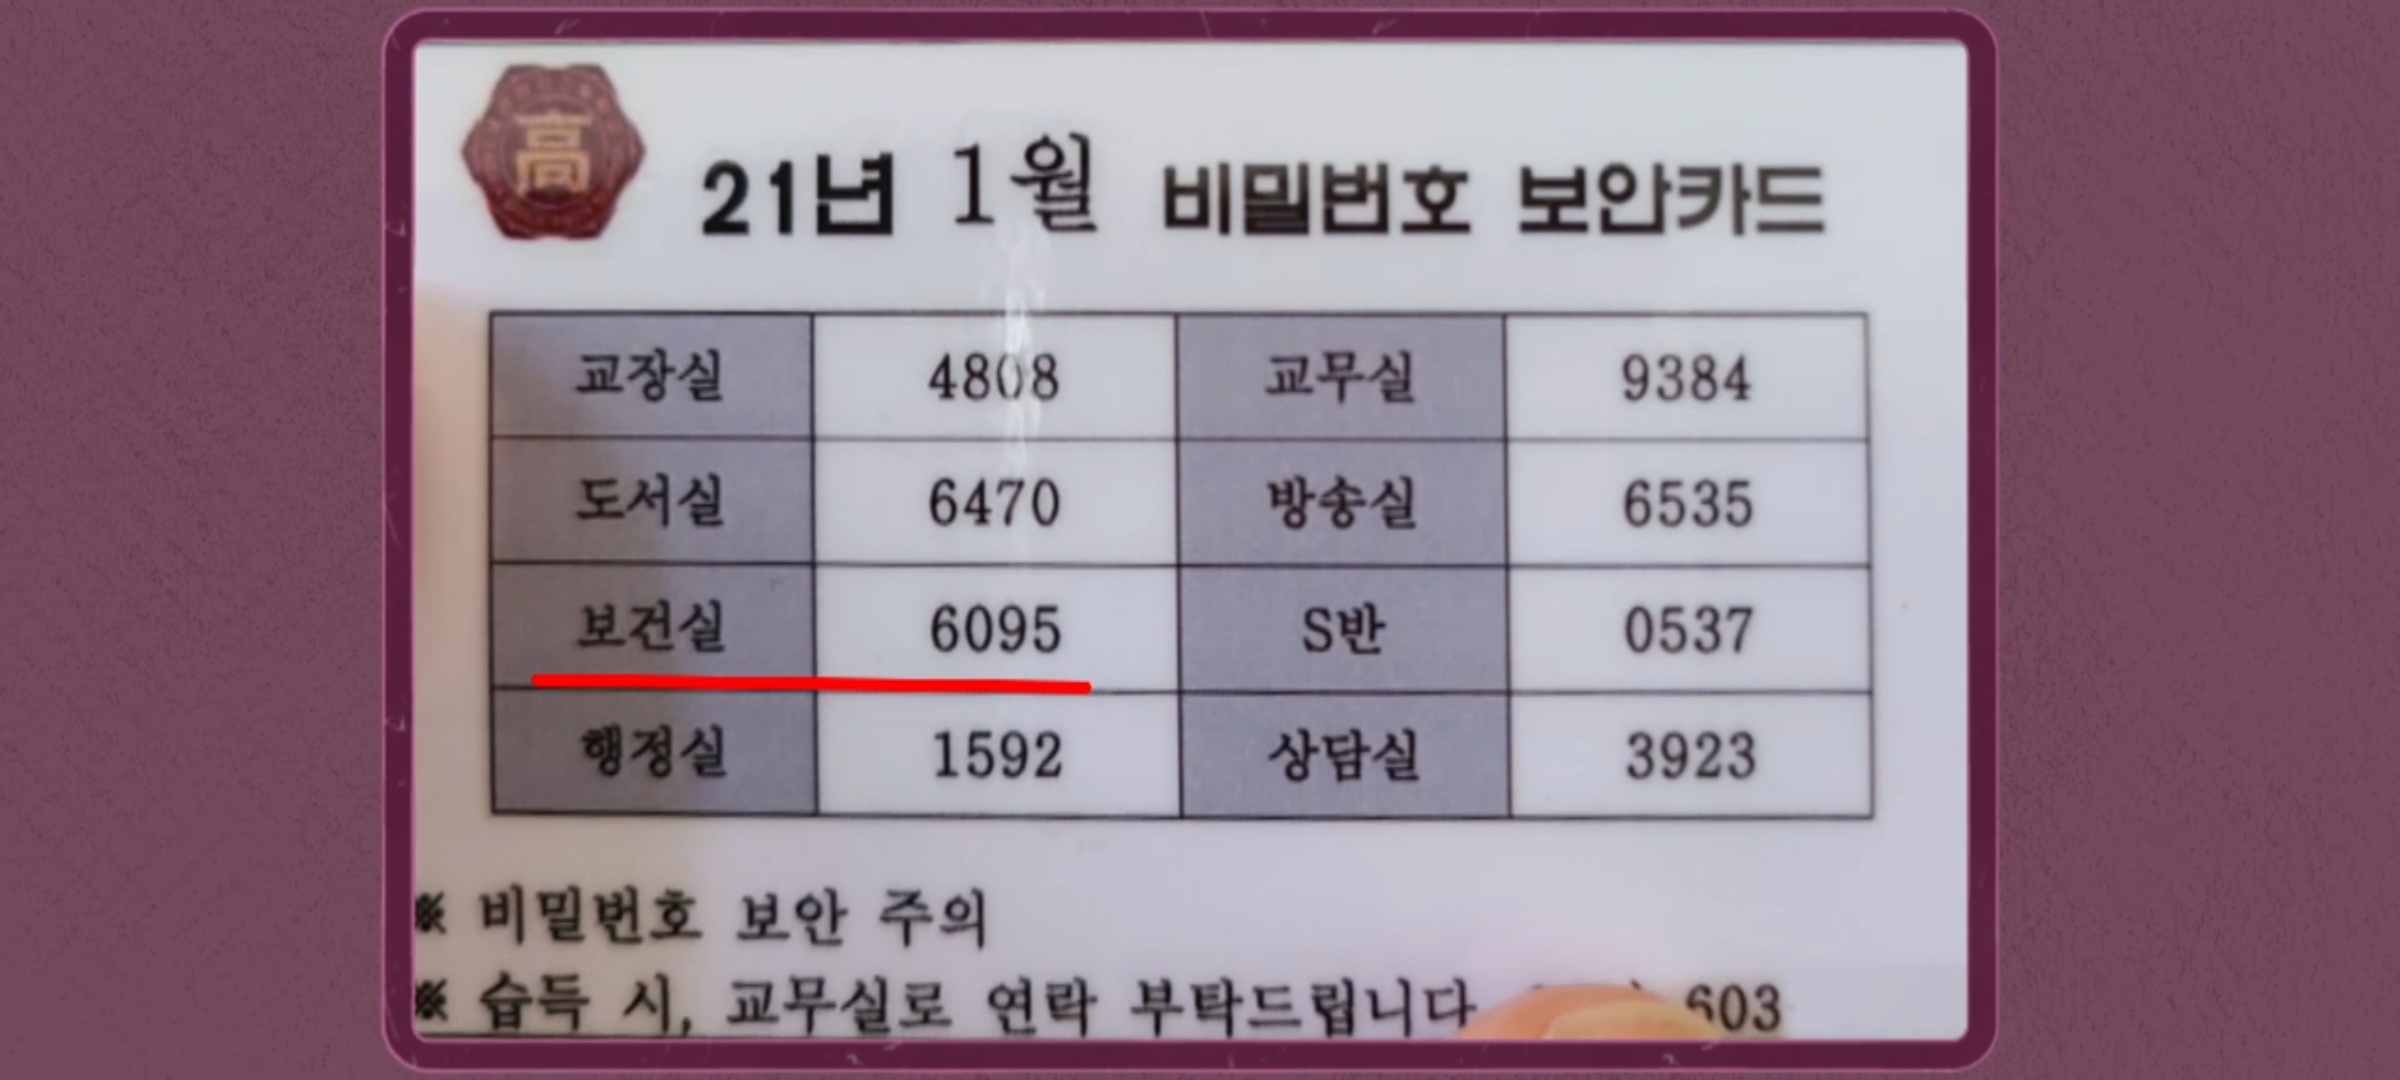 高
21년 1월 비밀번호 보안카드
교장실 4808 교무실 9384
도서실 6470 방송실 6535
보건실 6095 S반 0537
행정실 1592 상담실 3923
※ 비밀번호 보안 주의
※ 습득 시, 교무실로 연락 부탁드립니다 603